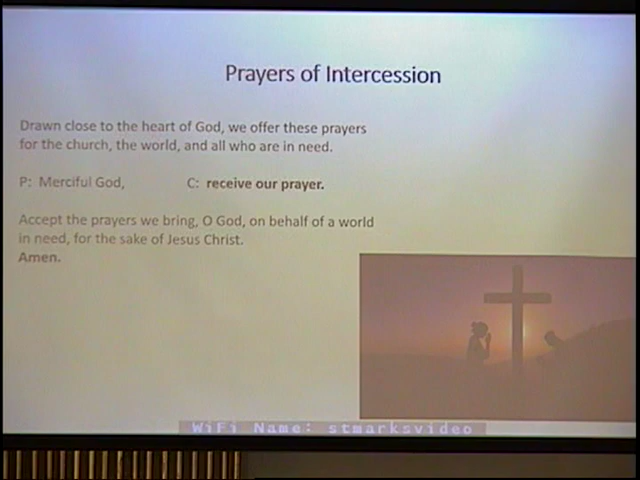 Prayers of Intercession
Drawn close to the heart of God, we offer these prayers
for the church, the world, and all who are in need.
P: Merciful God, C: receive our prayer.
Accept the prayers we bring, O God, on behalf of a world
in need, for the sake of Jesus Christ.
Amen.
WiFi Name: stmarksvideo